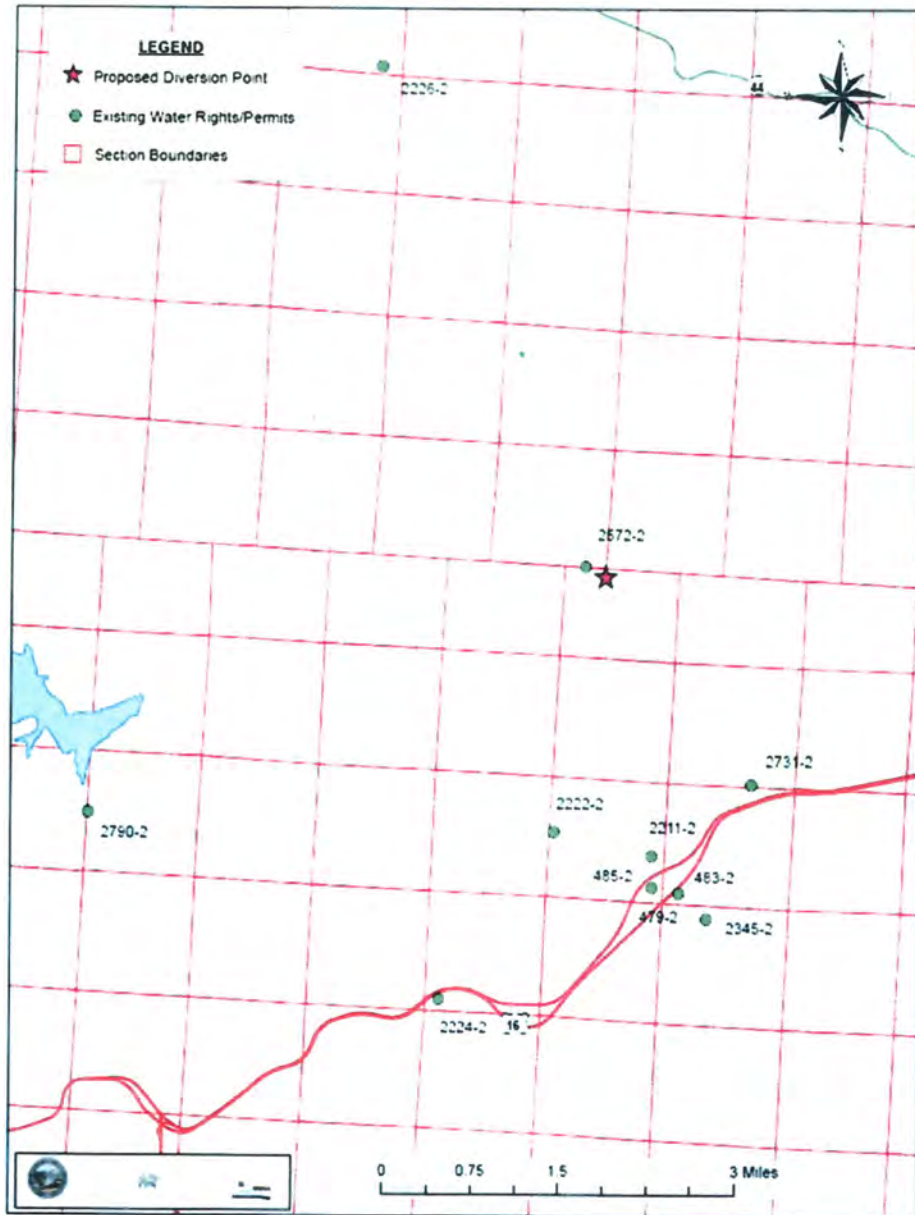 LEGEND
Proposed Diversion Point
Existing Water Rights/Permits
Section Boundaries
2226-2
44
2572-2
2731-2
2222-2
2211-2
2790-2
485-2
483-2
479-2
2345-2
2224-2
16
0 0.75 1.5 3 Miles